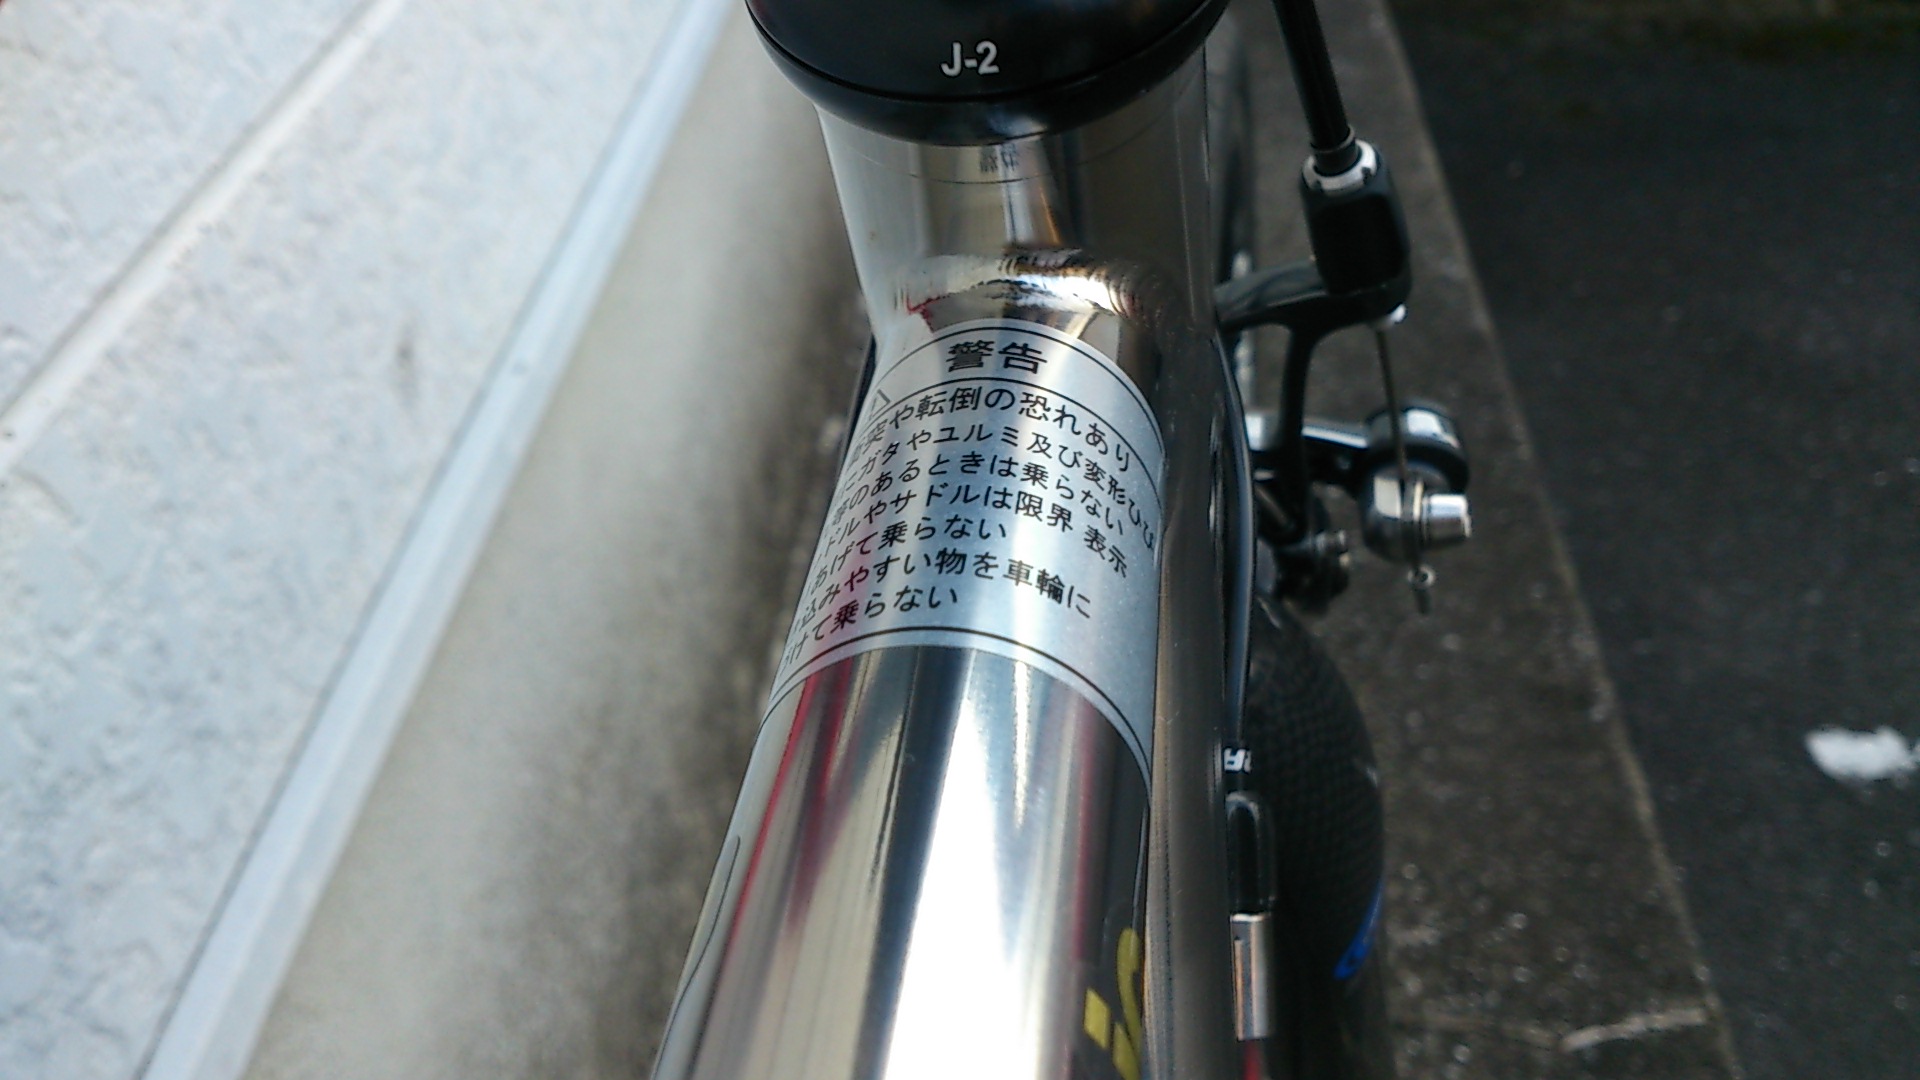 J-2
警告
突や転倒の恐れあり
ガタやユルミ及び変形ひび
のあるときは乗らない
ドルやサドルは限界 表示
あげて乗らない
込みやすい物を車輪に
けて乗らない
RA